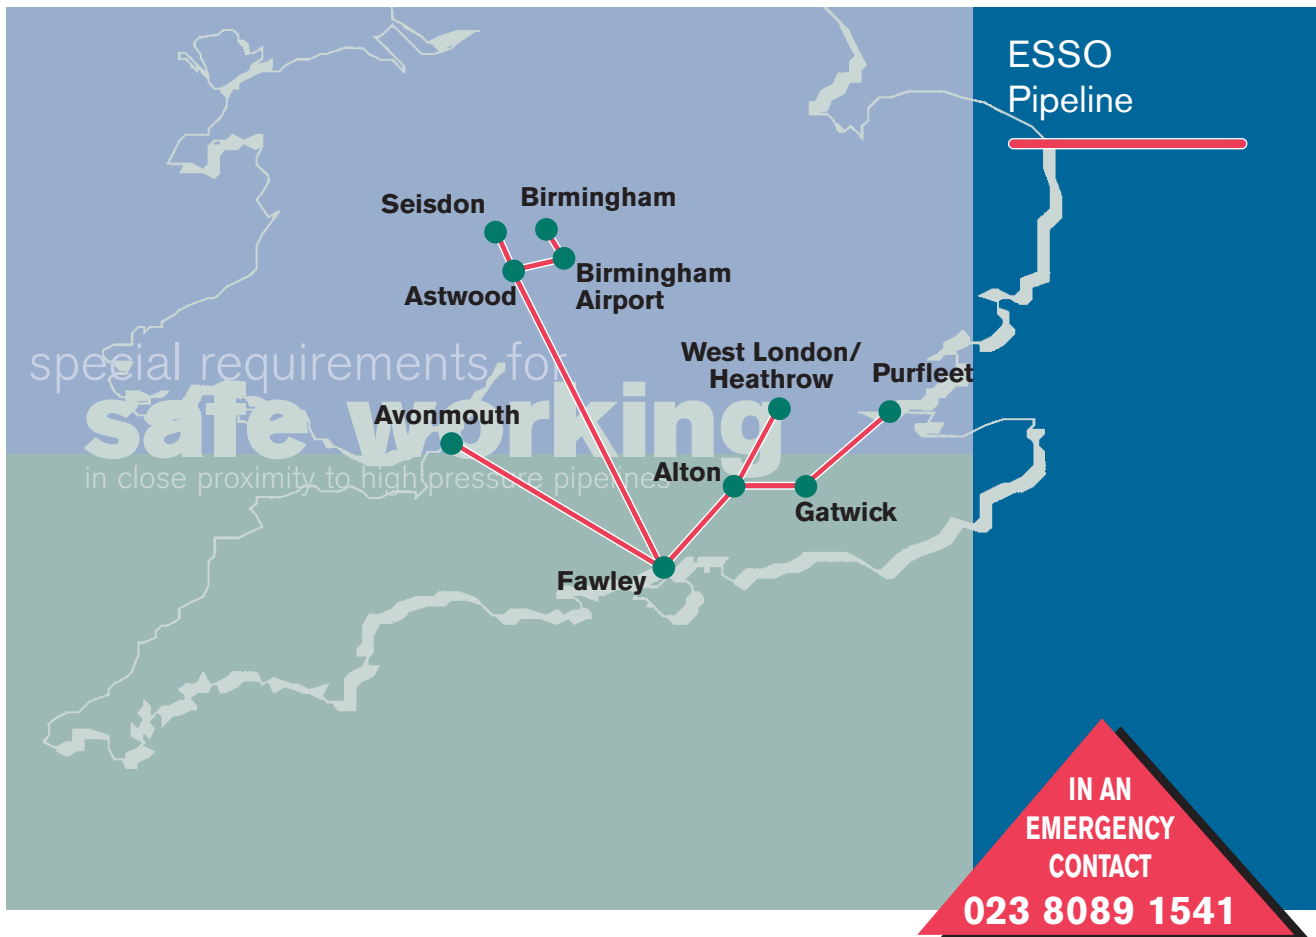 ESSO
Pipeline
Seisdon
Birmingham
Astwood
Birmingham
Airport
special requirements for
safe working
in close proximity to high pressure pipelines
West London/
Heathrow
Purfleet
Avonmouth
Alton
Gatwick
Fawley
IN AN
EMERGENCY
CONTACT
023 8089 1541